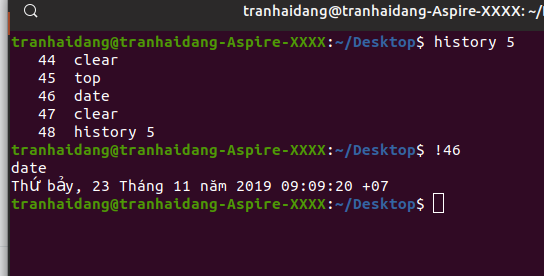 tranhaidang@tranhaidang-Aspire-XXXX: ~/D
tranhaidang@tranhaidang-Aspire-XXXX:~/Desktop$ history 5
44 clear
45 top
46 date
47 clear
48 history 5
tranhaidang@tranhaidang-Aspire-XXXX:~/Desktop$ !46
date
Thứ bảy, 23 Tháng 11 năm 2019 09:09:20 +07
tranhaidang@tranhaidang-Aspire-XXXX:~/Desktop$